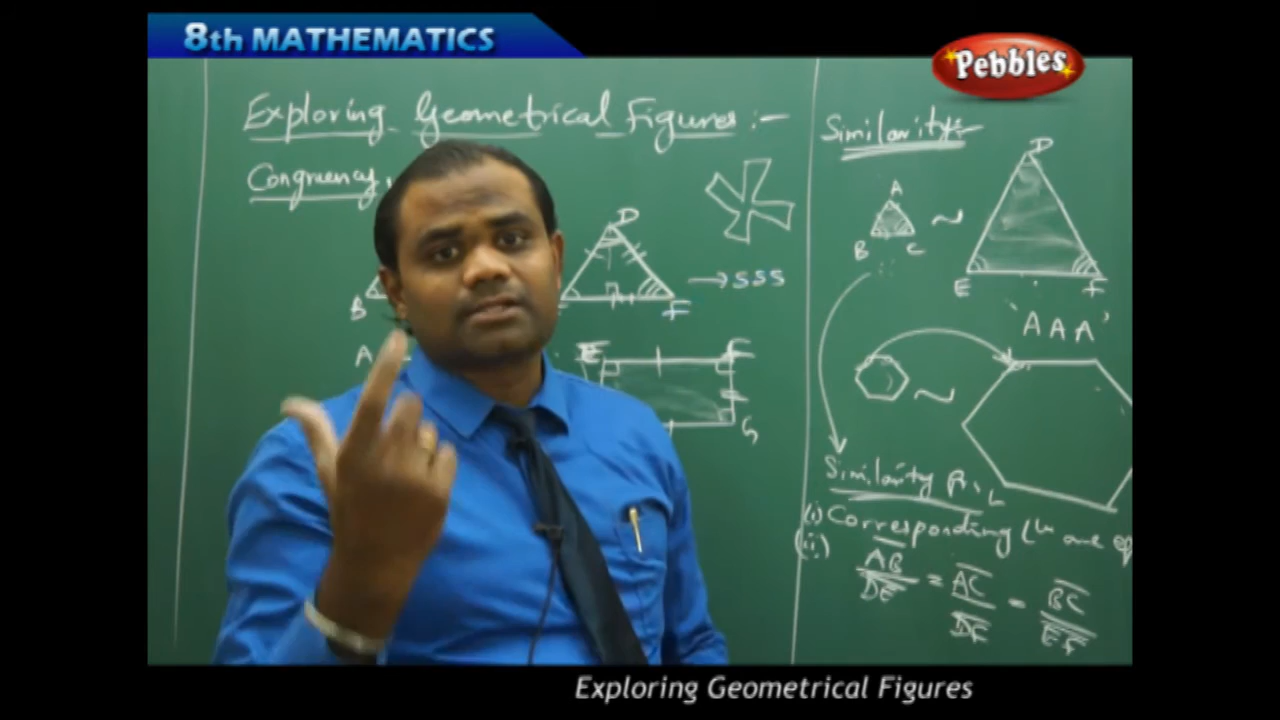 8th MATHEMATICS
Pebbles
Exploring Geometrical Figures :-
Congruency,
D
B
F
→ SSS
A
E
F
G
Similarity:-
A
B C
~
D
E F
'AAA'
~
Similarity
(i) Corresponding
are
(ii) AB/DE = AC/DF = BC/EF
Exploring Geometrical Figures